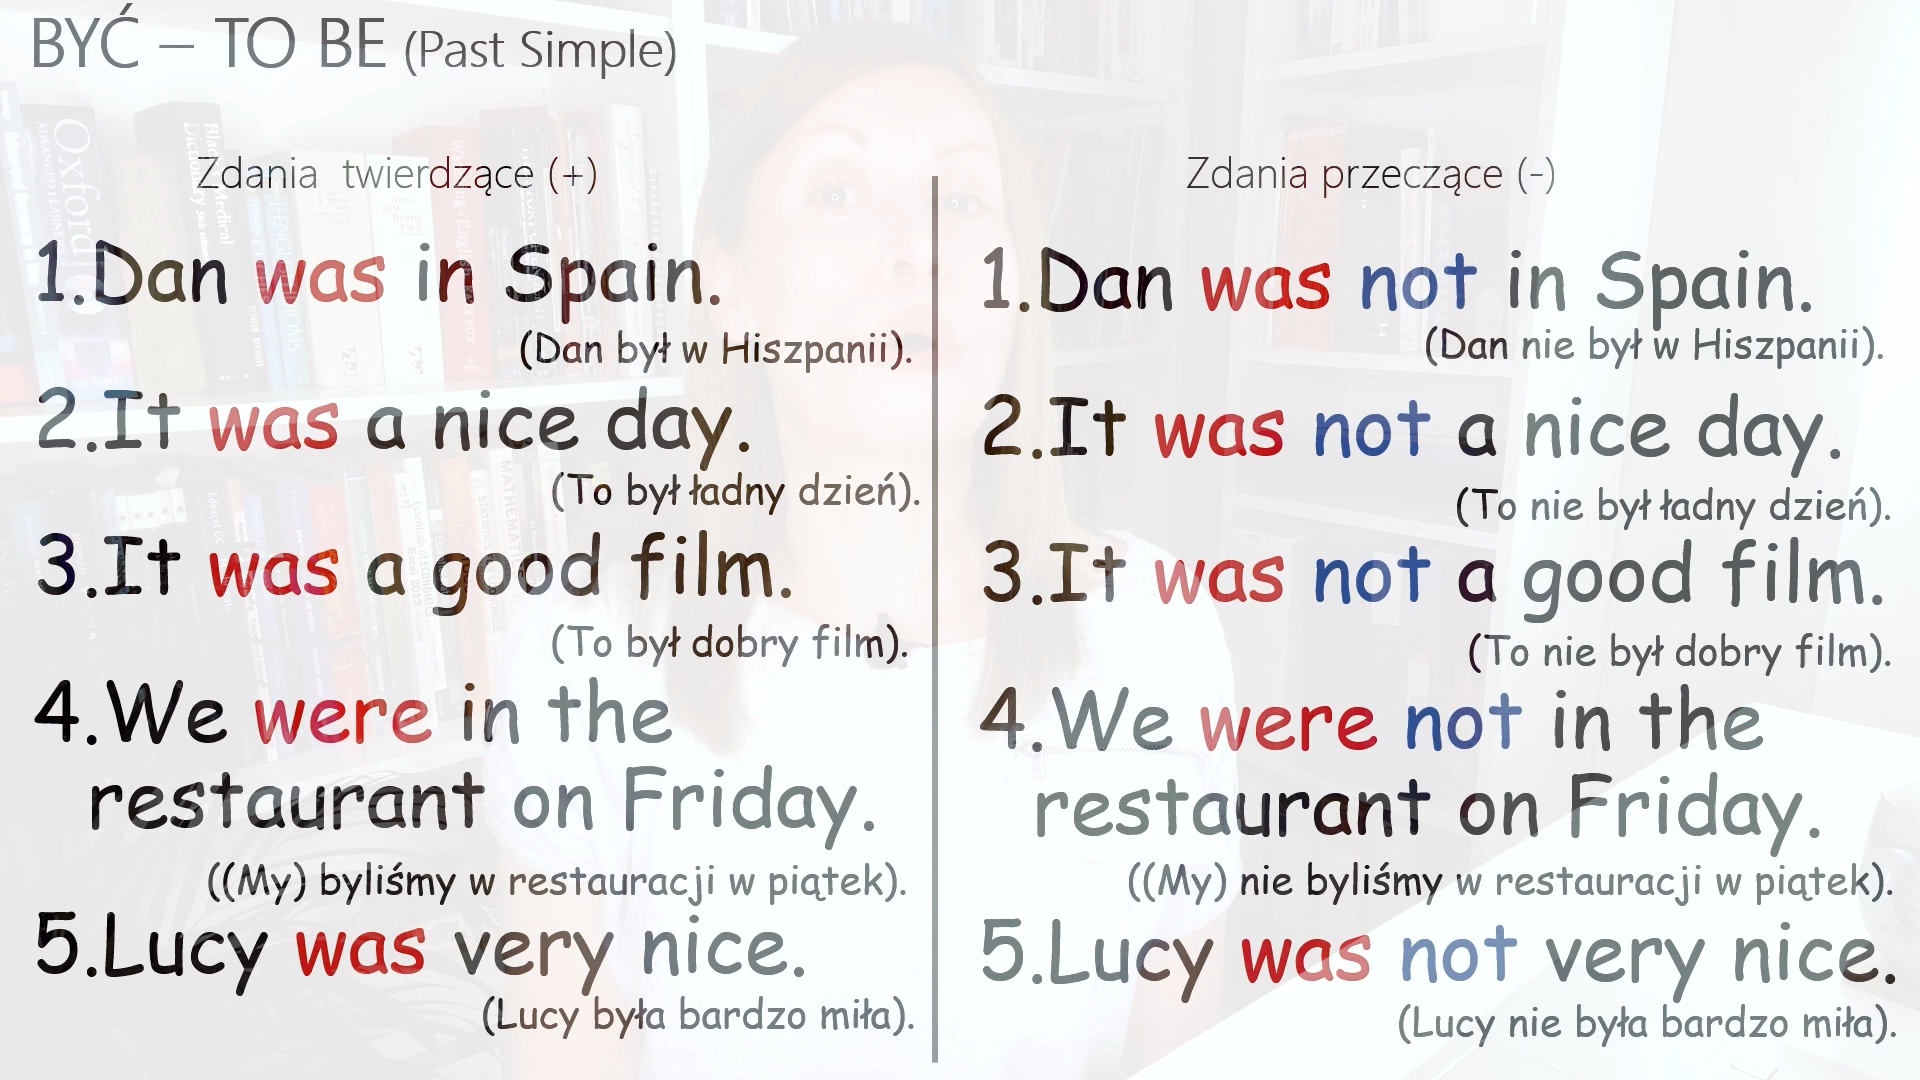 BYĆ – TO BE (Past Simple)
Zdania twierdzące (+)
1.Dan was in Spain.
(Dan był w Hiszpanii).
2.It was a nice day.
(To był ładny dzień).
3.It was a good film.
(To był dobry film).
4.We were in the
restaurant on Friday.
((My) byliśmy w restauracji w piątek).
5.Lucy was very nice.
(Lucy była bardzo miła).
Zdania przeczące (-)
1.Dan was not in Spain.
(Dan nie był w Hiszpanii).
2.It was not a nice day.
(To nie był ładny dzień).
3.It was not a good film.
(To nie był dobry film).
4.We were not in the
restaurant on Friday.
((My) nie byliśmy w restauracji w piątek).
5.Lucy was not very nice.
(Lucy nie była bardzo miła).
Oxford